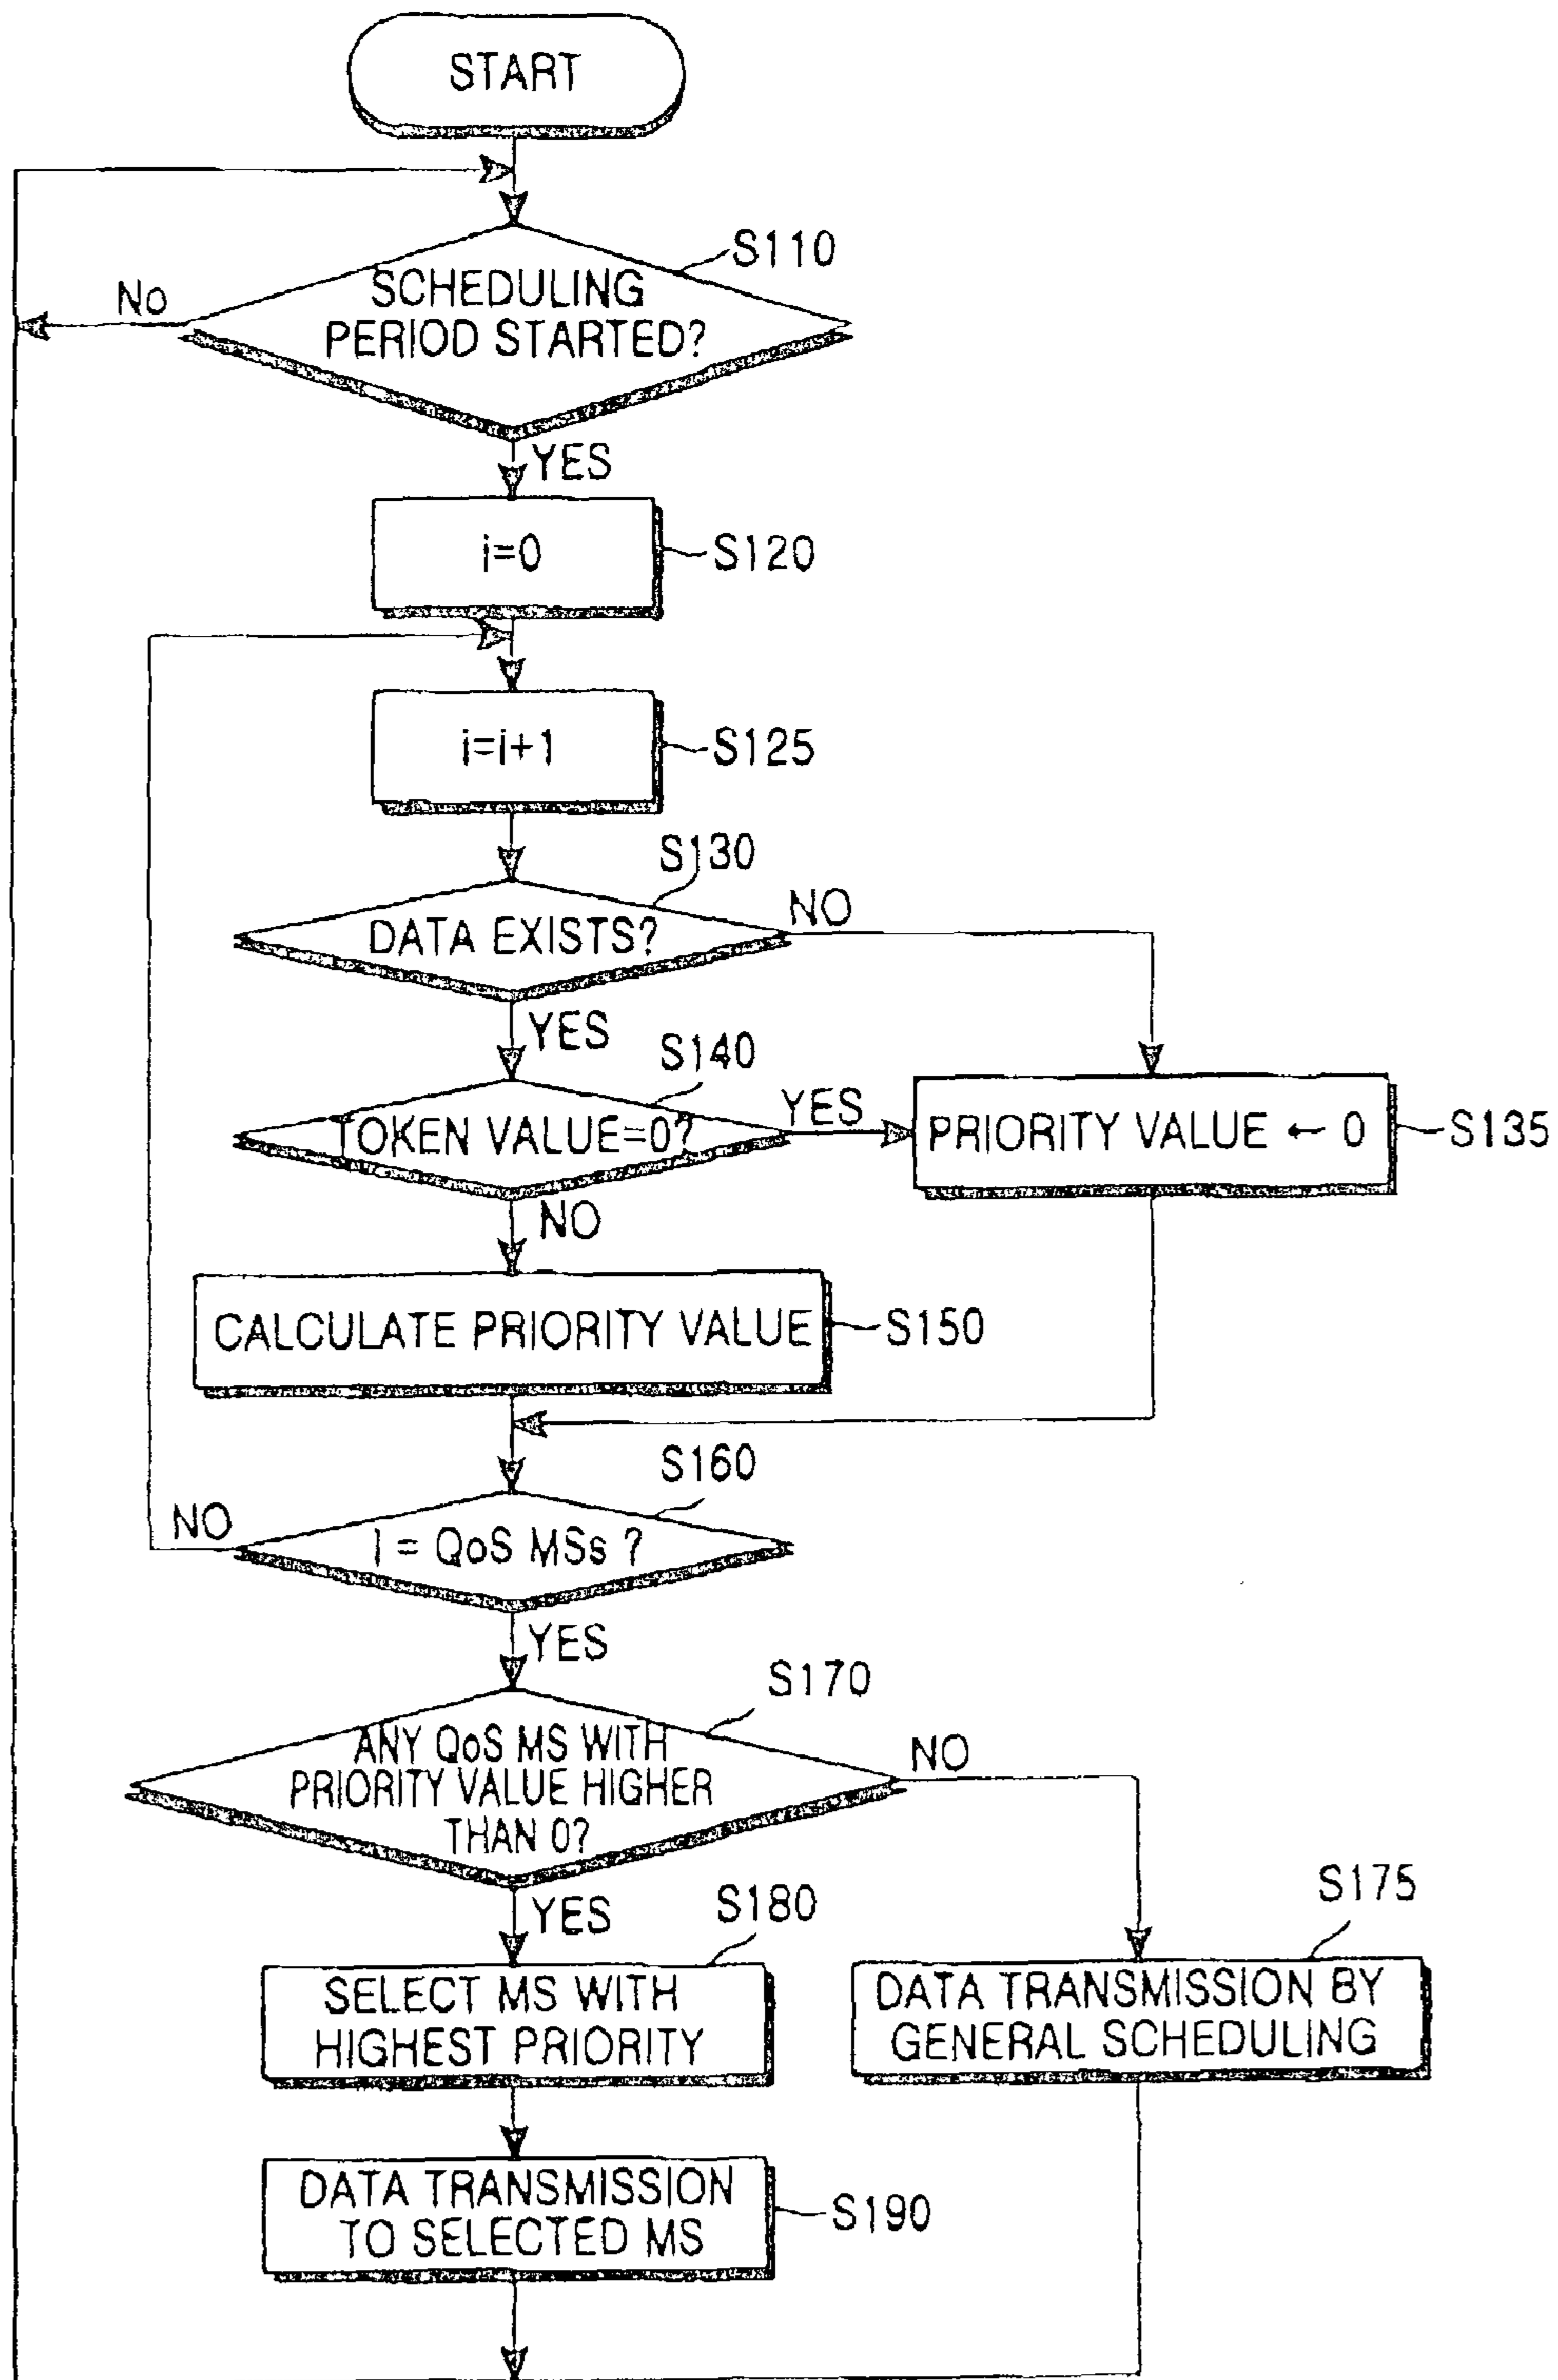 START
S110
No
SCHEDULING
PERIOD STARTED?
YES
i=0
S120
i=i+1
S125
S130
DATA EXISTS?
NO
YES
S140
TOKEN VALUE=0?
YES
PRIORITY VALUE ← 0
S135
NO
CALCULATE PRIORITY VALUE
S150
S160
NO
I = QoS MSs ?
YES
S170
ANY QoS MS WITH
PRIORITY VALUE HIGHER
THAN 0?
NO
YES
S180
S175
SELECT MS WITH
HIGHEST PRIORITY
DATA TRANSMISSION BY
GENERAL SCHEDULING
DATA TRANSMISSION
TO SELECTED MS
S190